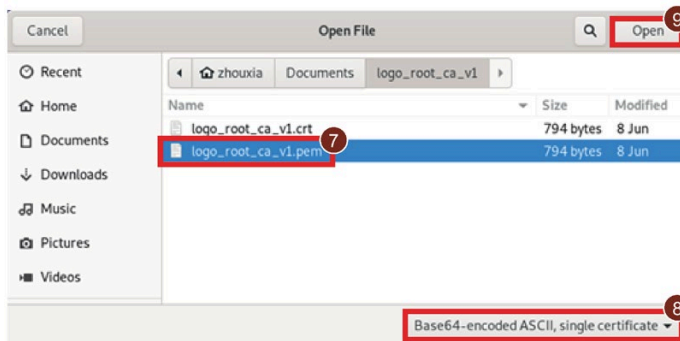 Cancel Open File Open 9
Recent zhouxia Documents logo_root_ca_v1
Home Name Size Modified
Documents logo_root_ca_v1.crt 794 bytes 8 Jun
7
logo_root_ca_v1.pem 794 bytes 8 Jun
Downloads
Music
Pictures
Videos
8
Base64-encoded ASCII, single certificate